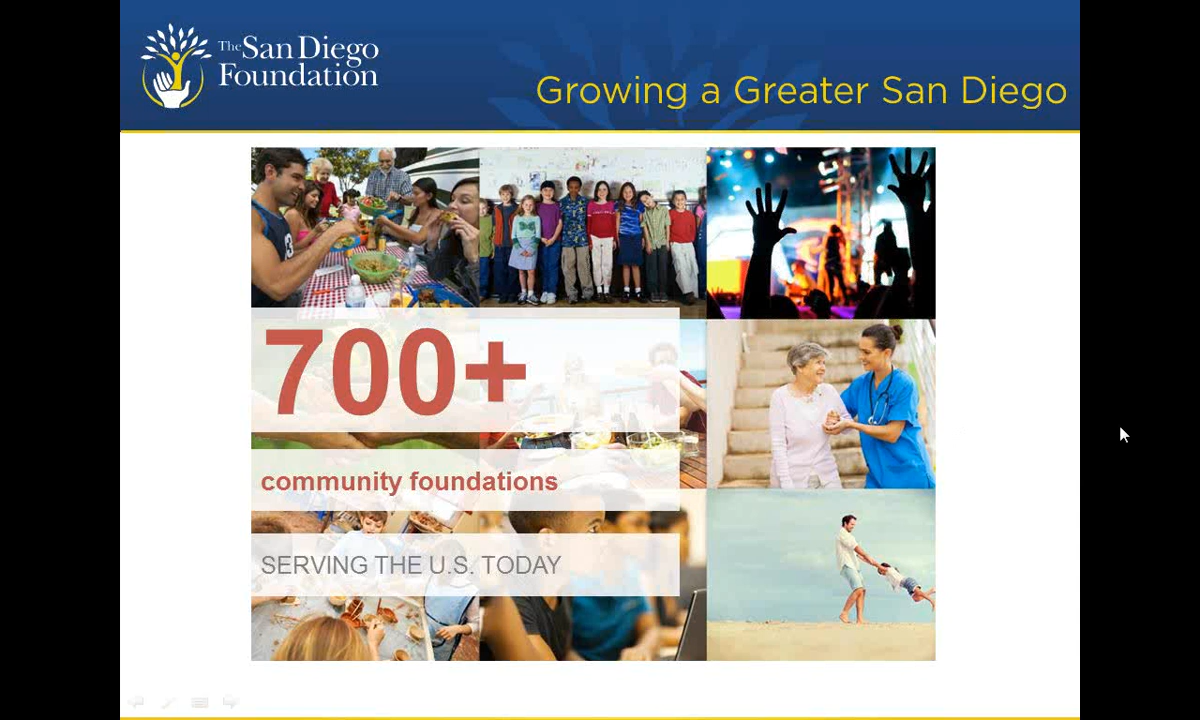 The San Diego
Foundation
Growing a Greater San Diego
700+
community foundations
SERVING THE U.S. TODAY